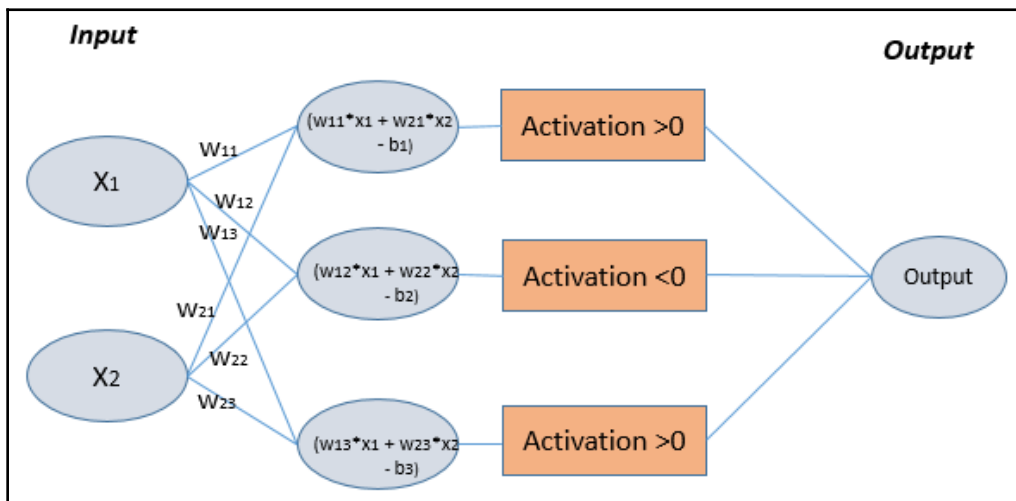 Input
Output
(w11*x1 + w21*x2
- b1)
Activation >0
W11
X1
W12
W13
(w12*x1 + w22*x2
- b2)
Activation <0
Output
W21
W22
X2
W23
(w13*x1 + w23*x2
- b3)
Activation >0